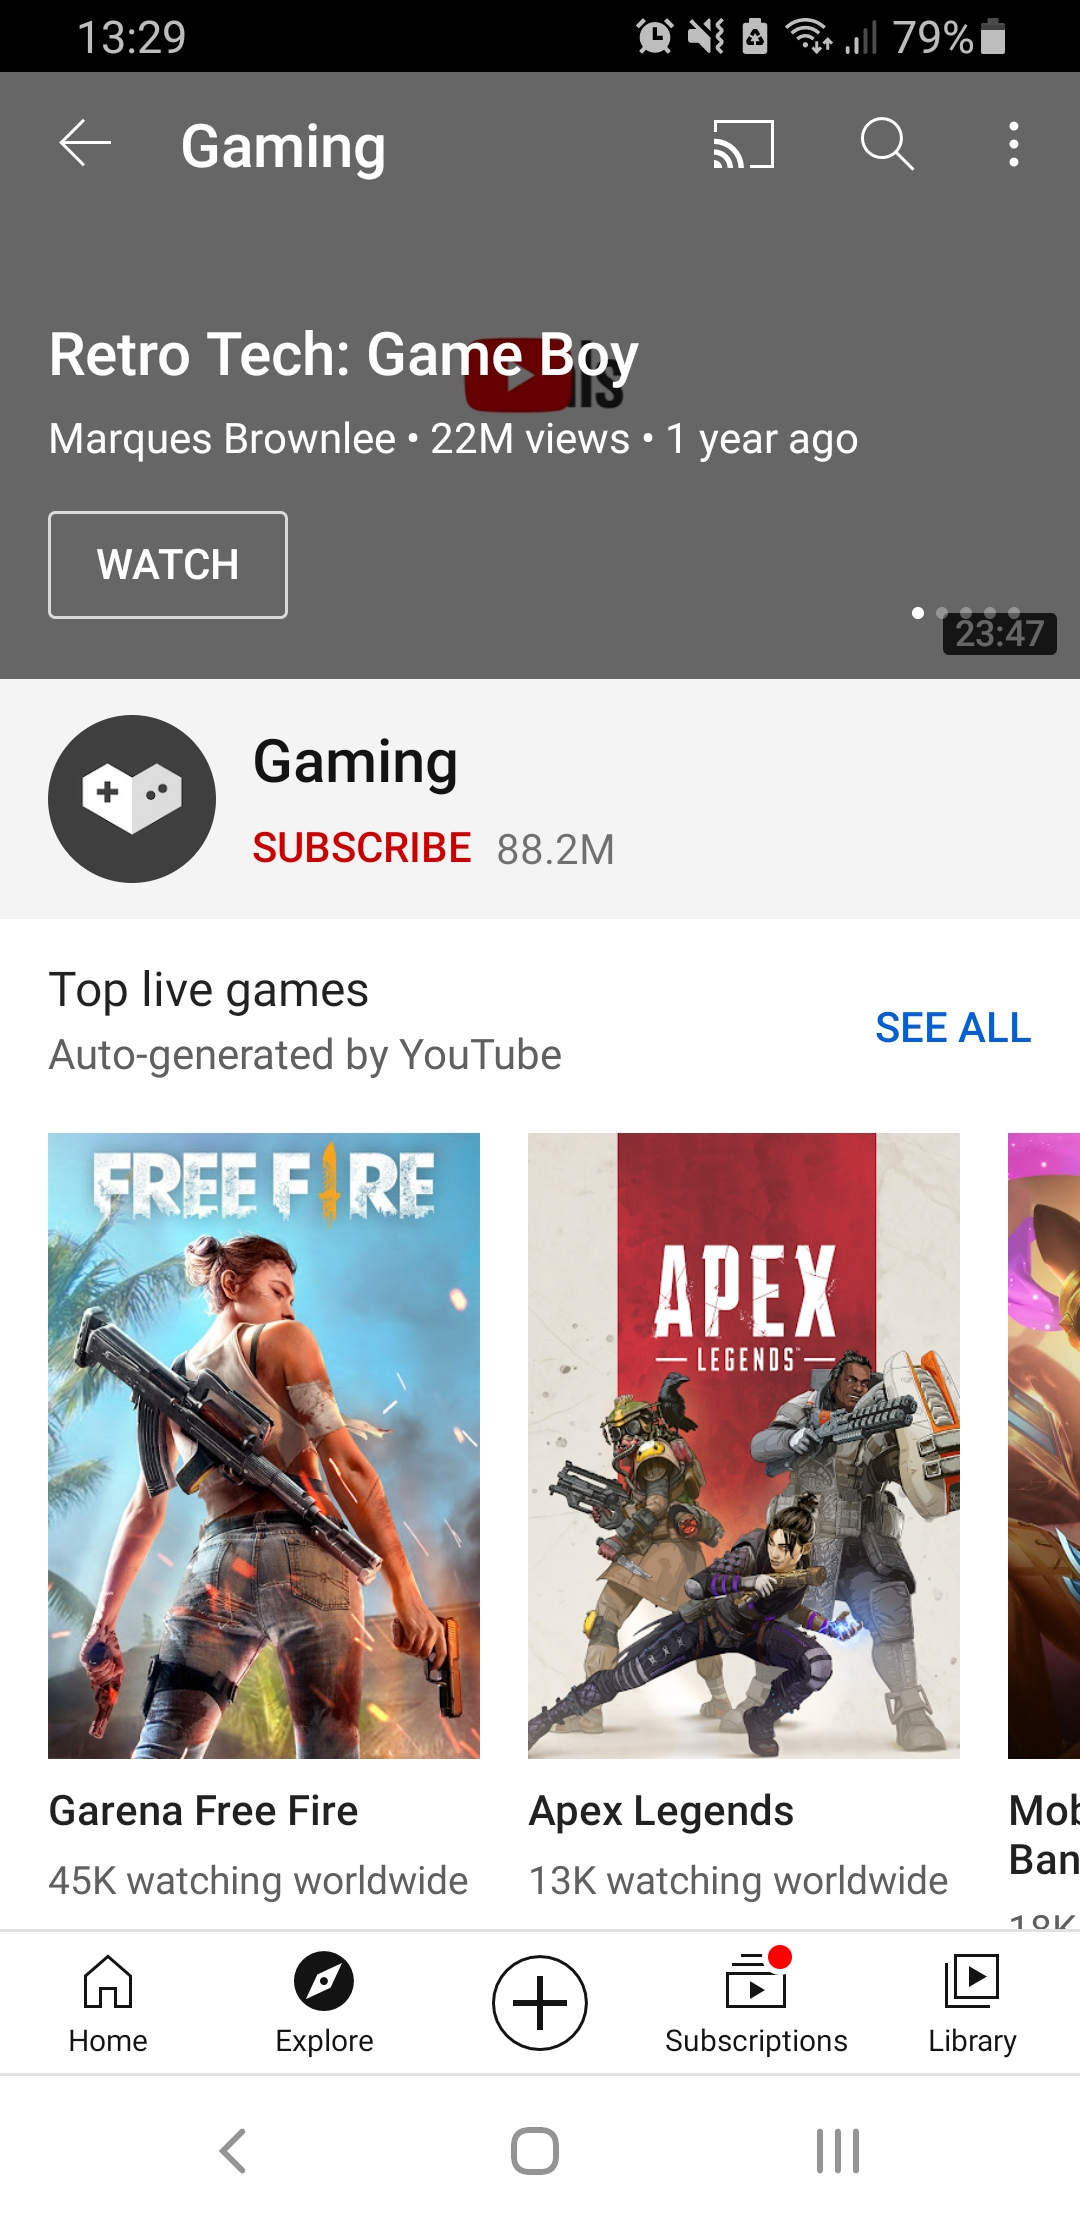 13:29
79%
Gaming
Retro Tech: Game Boy
Marques Brownlee • 22M views • 1 year ago
WATCH
23:47
Gaming
SUBSCRIBE 88.2M
Top live games
Auto-generated by YouTube
SEE ALL
FREE FIRE
APEX
LEGENDS
Garena Free Fire
45K watching worldwide
Apex Legends
13K watching worldwide
Mob
Ban
Home
Explore
Subscriptions
Library